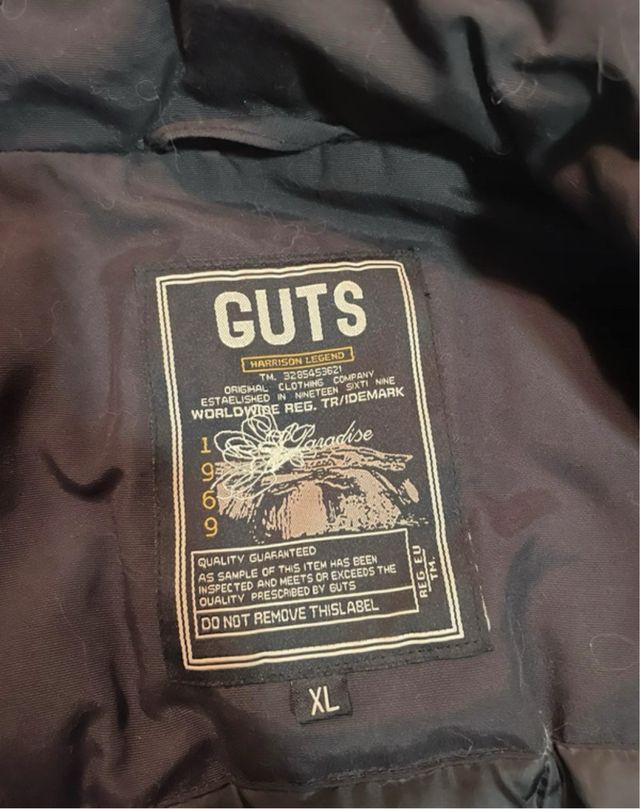 GUTS
HARRISON LEGEND
TM. 3285453621
ORIGINAL CLOTHING COMPANY
ESTAELISHED IN NINETEEN SIXTI NINE
WORLDWIDE REG. TR/IDEMARK
Paradise
1
9
6
9
QUALITY GUAFANTEED
AS SAMPLE OF THIS ITEM HAS BEEN
INSPECTED AND MEETS OR EXCEEDS THE
OUALITY PRESCRIBED BY GUTS
DO NOT REMOVE THISLABEL
REG. EU
TM.
XL